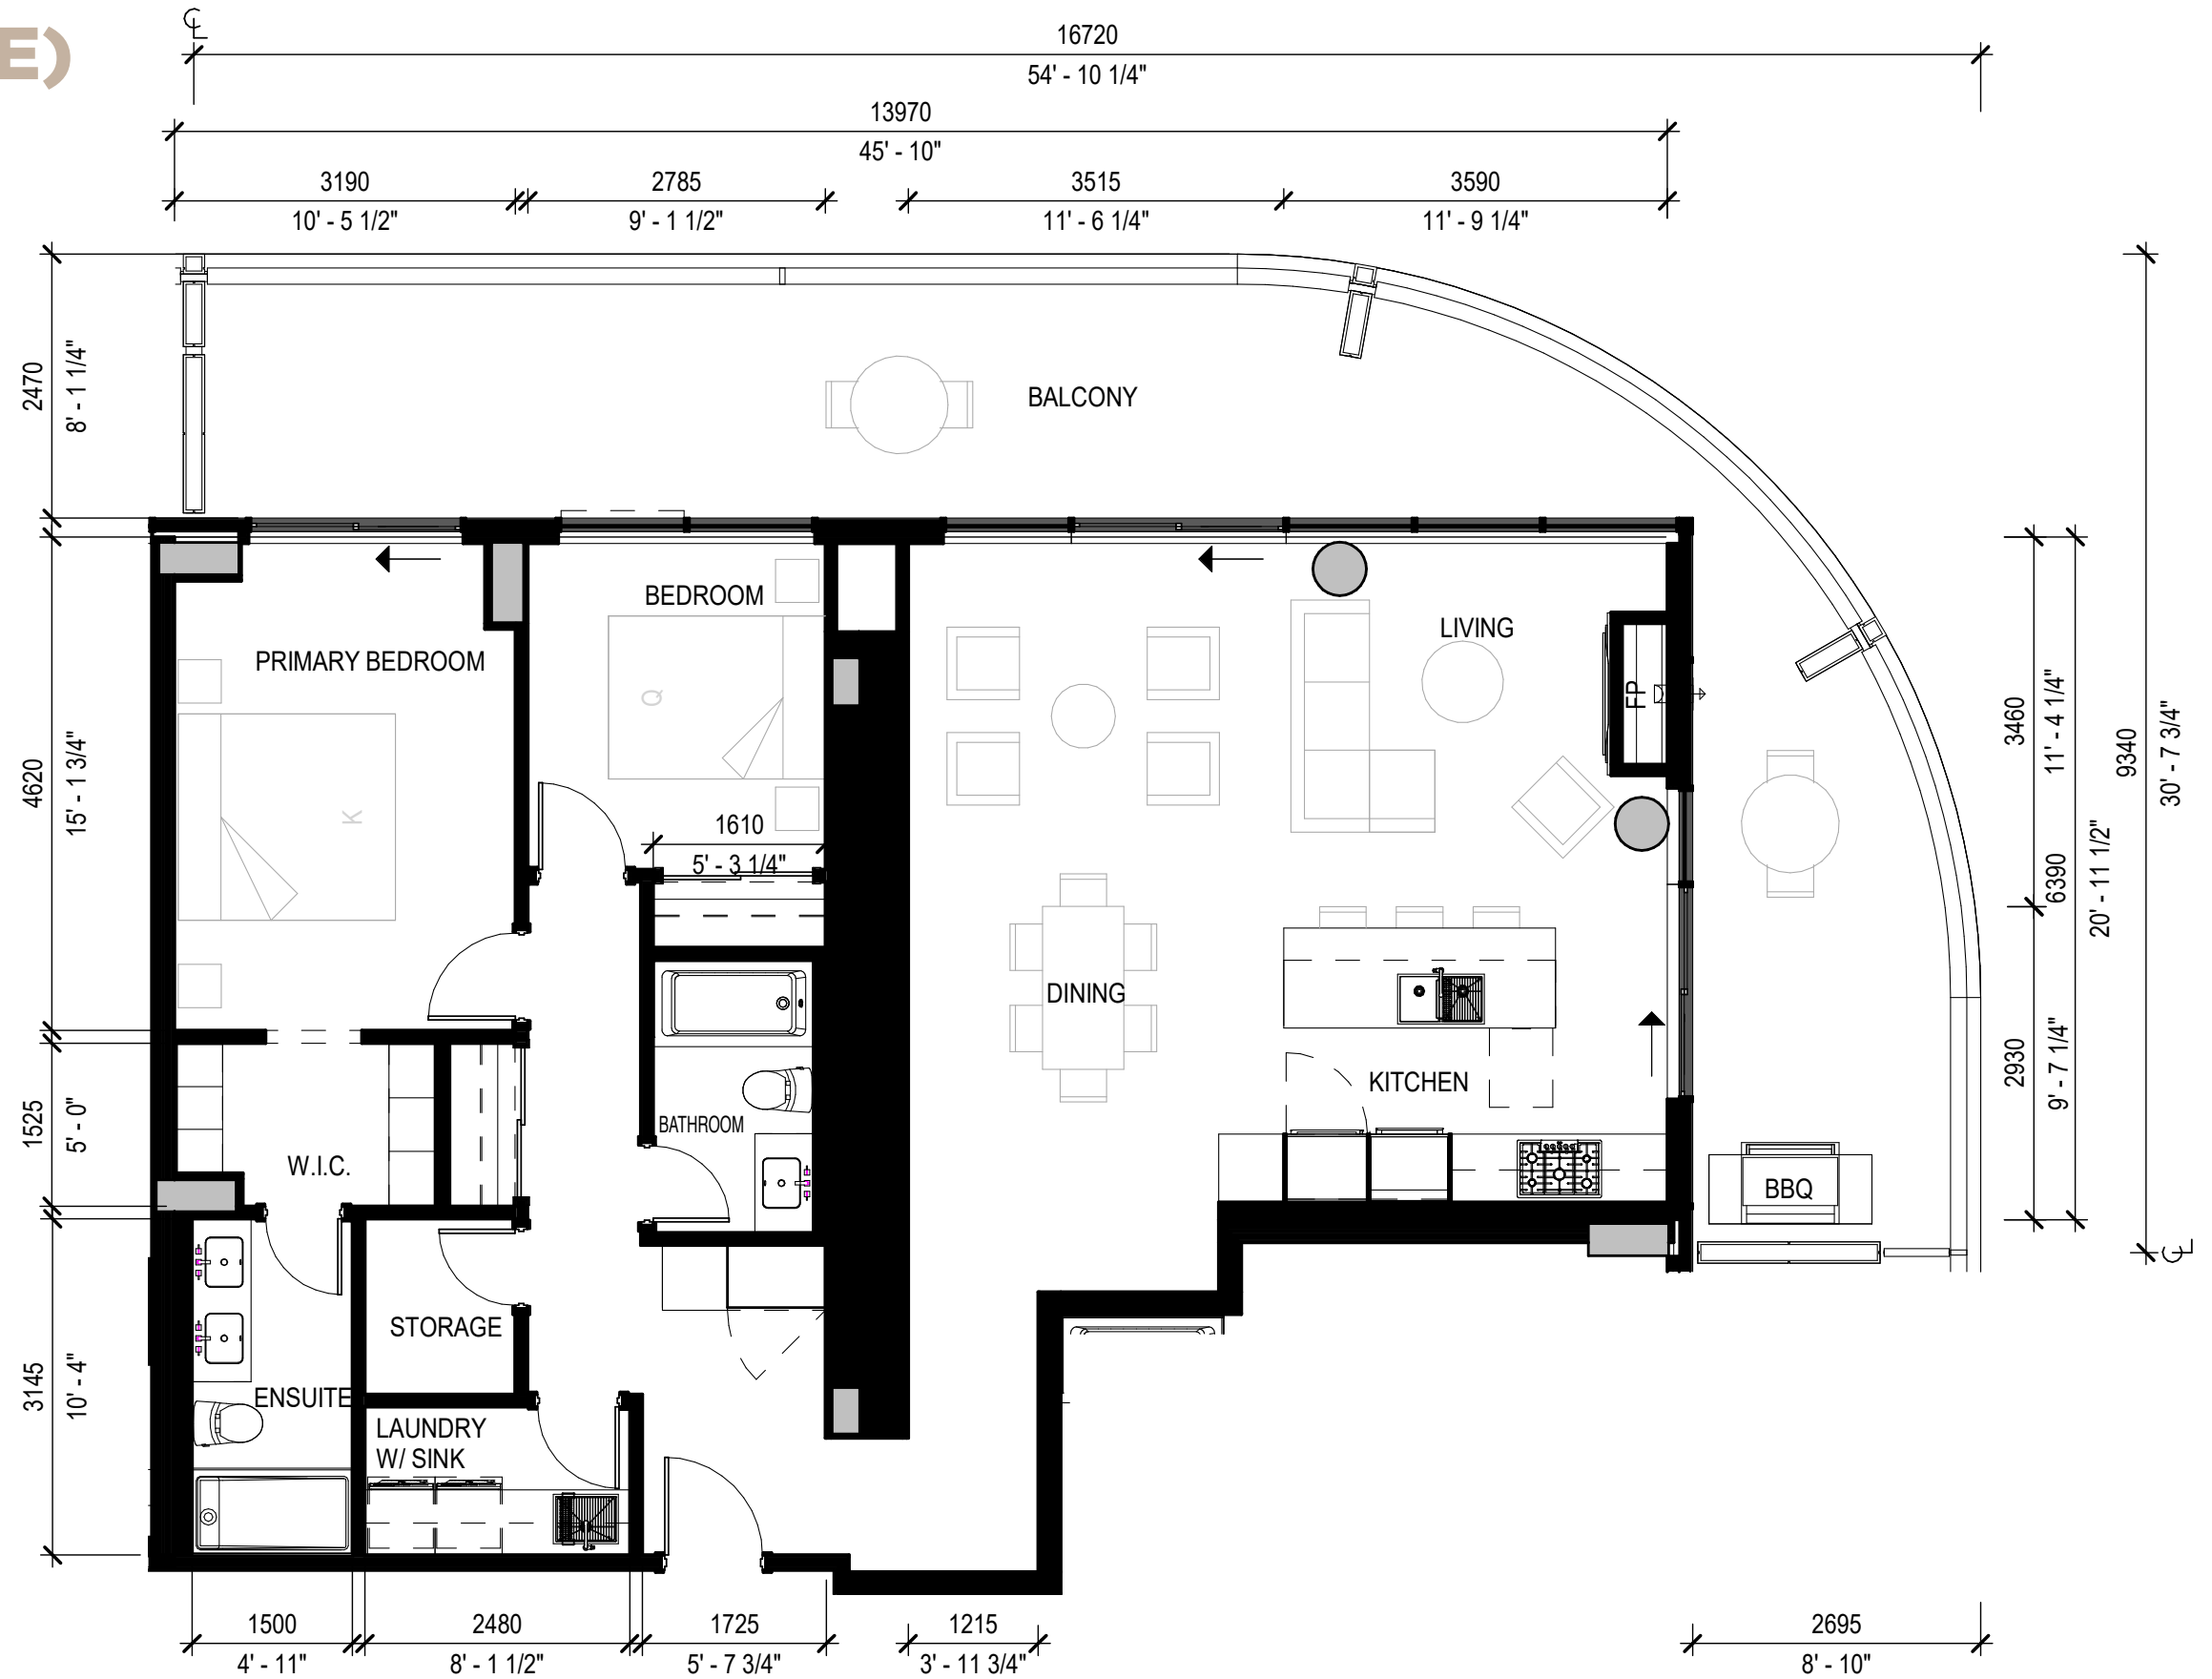 E)
16720
54' - 10 1/4"
13970
45' - 10"
3190
10' - 5 1/2"
2785
9' - 1 1/2"
3515
11' - 6 1/4"
3590
11' - 9 1/4"
2470
8' - 1 1/4"
BALCONY
BEDROOM
LIVING
PRIMARY BEDROOM
Q
FP
K
4620
15' - 1 3/4"
1610
5' - 3 1/4"
3460
11' - 4 1/4"
9340
30' - 7 3/4"
6390
20' - 11 1/2"
DINING
KITCHEN
2930
9' - 7 1/4"
BATHROOM
1525
5' - 0"
W.I.C.
BBQ
STORAGE
ENSUITE
3145
10' - 4"
LAUNDRY
W/ SINK
1500
4' - 11"
2480
8' - 1 1/2"
1725
5' - 7 3/4"
1215
3' - 11 3/4"
2695
8' - 10"